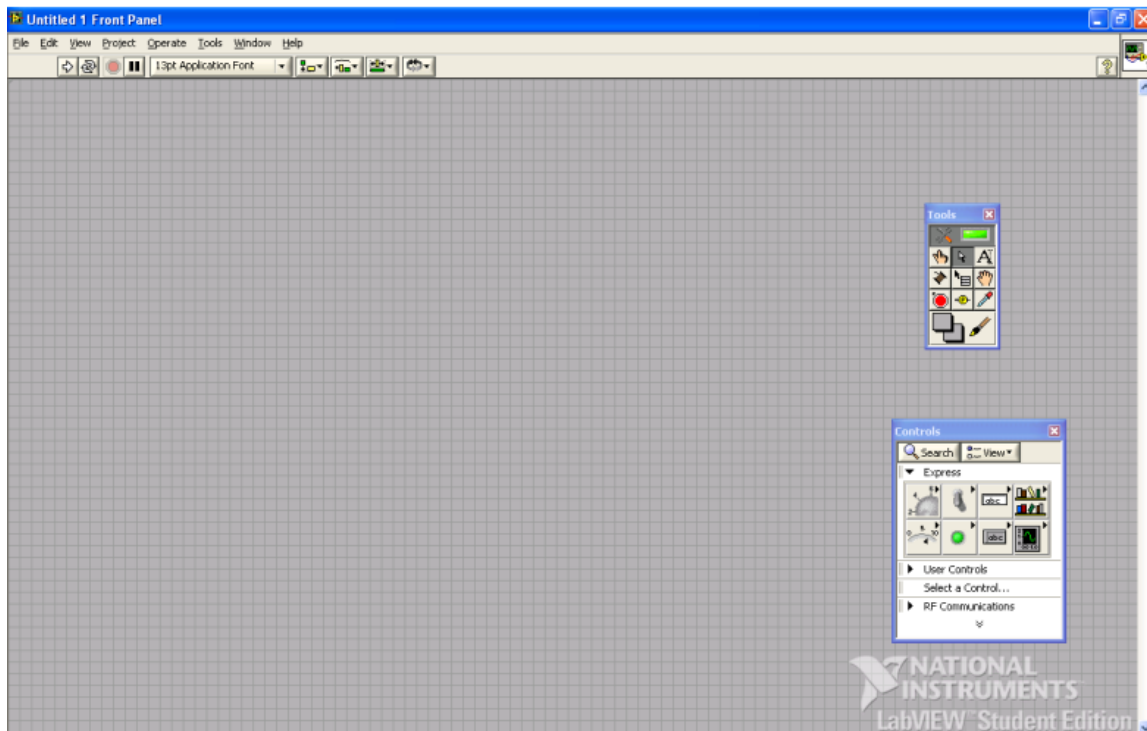 Untitled 1 Front Panel
File Edit View Project Operate Tools Window Help
13pt Application Font
Tools
Controls
Search View
Express
abc
abc
User Controls
Select a Control...
RF Communications
NATIONAL
INSTRUMENTS
LabVIEW™ Student Edition